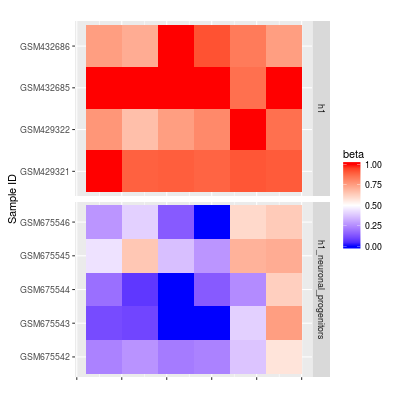 GSM432686
GSM432685
GSM429322
GSM429321
h1
GSM675546
GSM675545
GSM675544
GSM675543
GSM675542
h1_neuronal_progenitors
Sample ID
beta
1.00
0.75
0.50
0.25
0.00